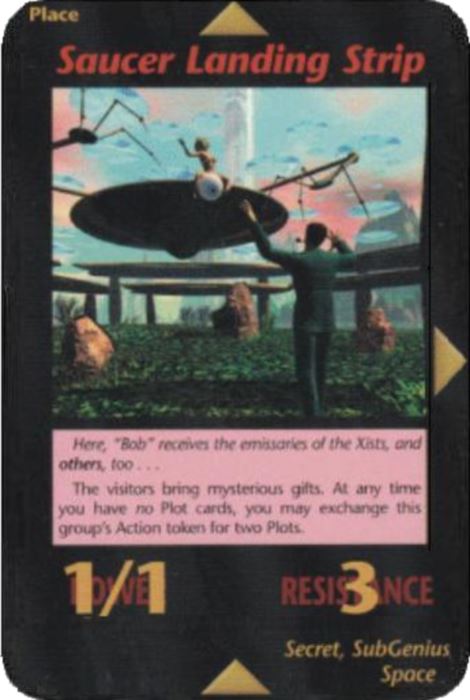 Place
Saucer Landing Strip
Here, "Bob" receives the emissaries of the Xists, and
others, too . . .
The visitors bring mysterious gifts. At any time
you have no Plot cards, you may exchange this
group's Action token for two Plots.
POWER 1/1 RESISTANCE 3
Secret, SubGenius
Space